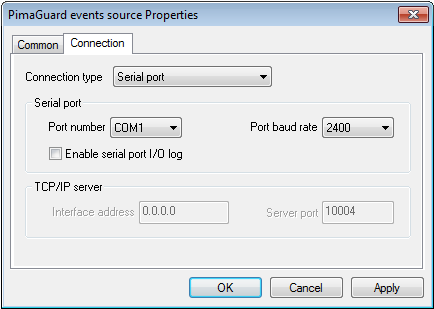 PimaGuard events source Properties
Common Connection
Connection type Serial port
Serial port
Port number COM1 Port baud rate 2400
Enable serial port I/O log
TCP/IP server
Interface address 0.0.0.0 Server port 10004
OK Cancel Apply